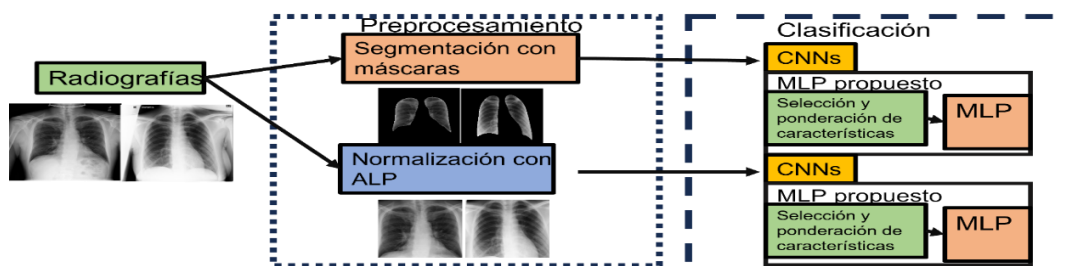 Preprocesamiento
Clasificación
Radiografías
Segmentación con
máscaras
CNNs
MLP propuesto
Selección y
ponderación de
características
MLP
Normalización con
ALP
CNNs
MLP propuesto
Selección y
ponderación de
características
MLP